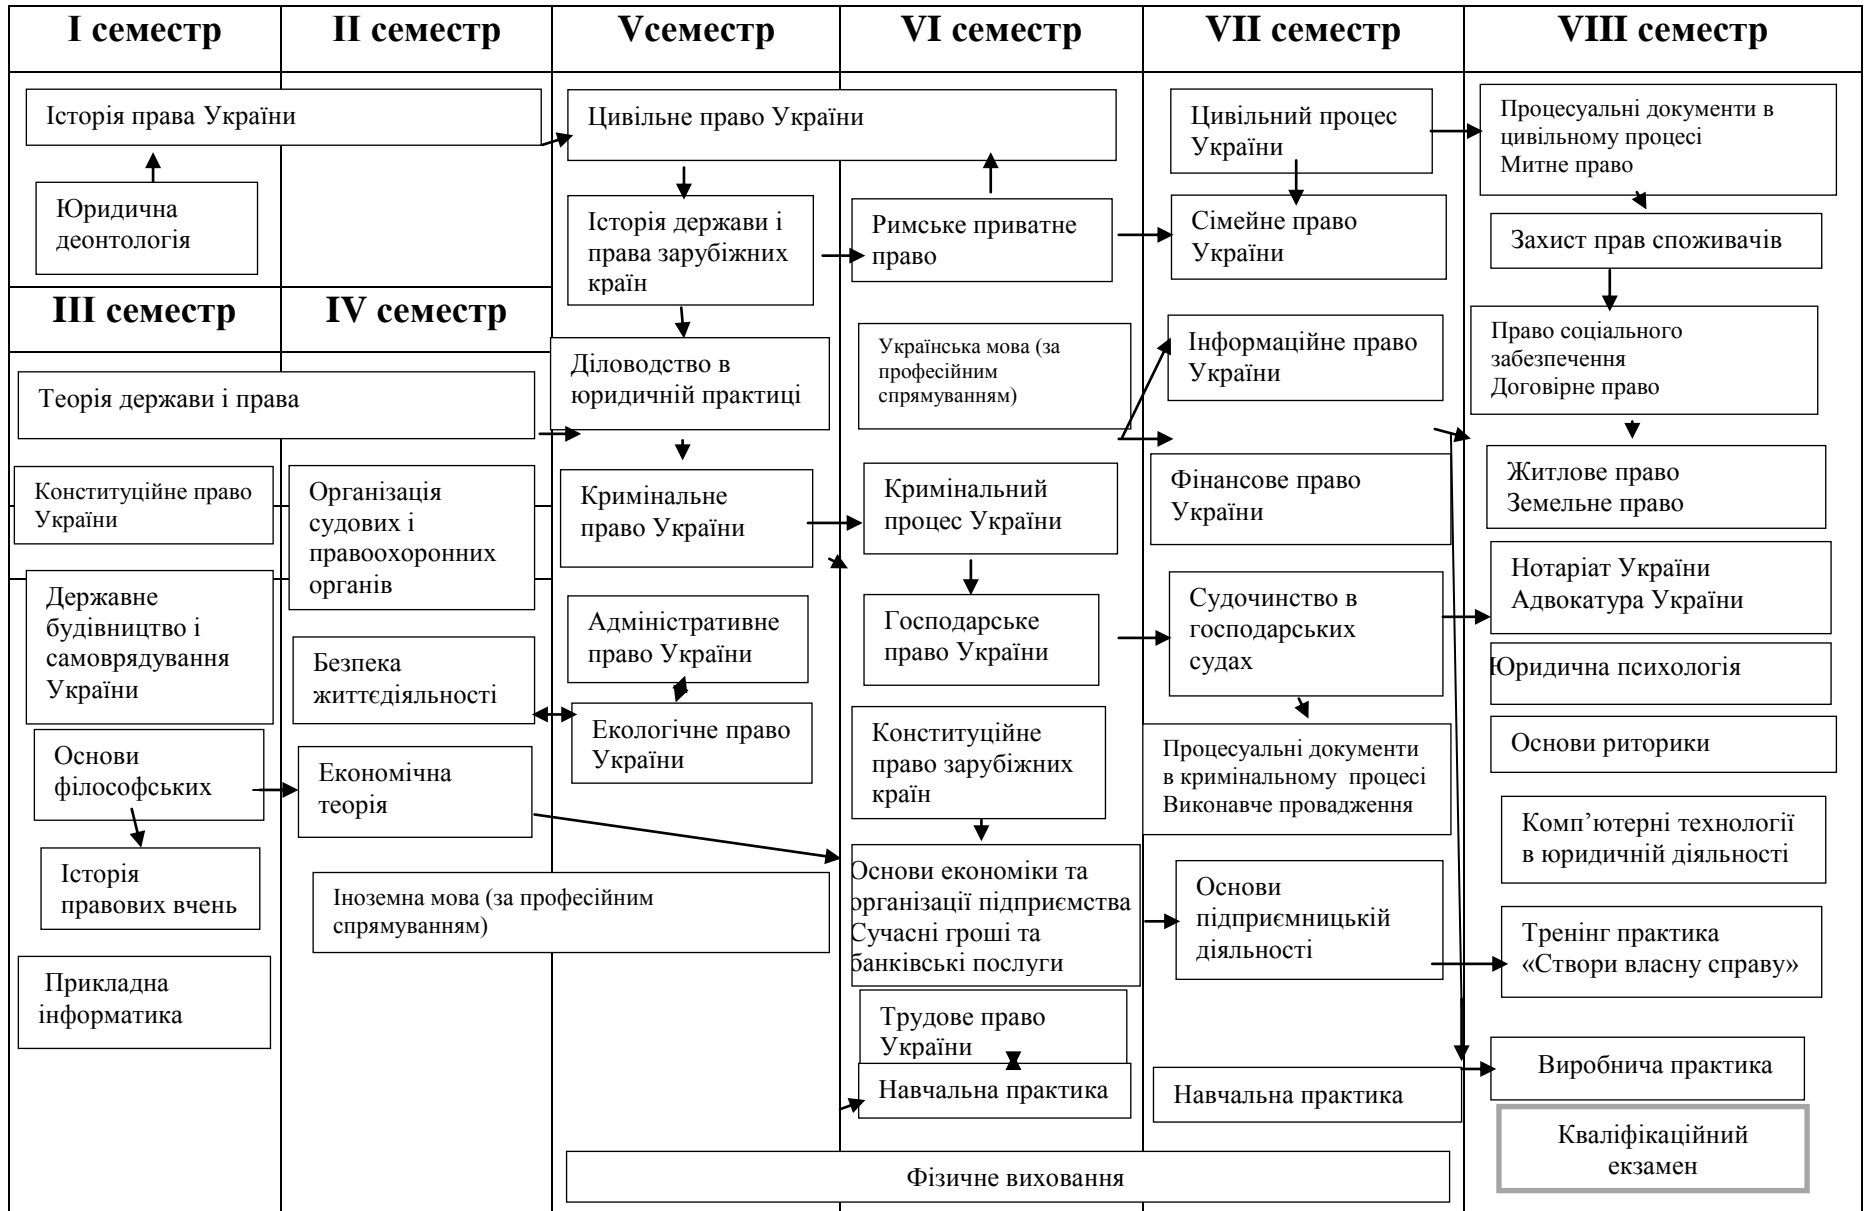 I семестр
II семестр
Vсеместр
VI семестр
VII семестр
VIII семестр
Історія права України
Юридична
деонтологія
III семестр
IV семестр
Теорія держави і права
Конституційне право
України
Державне
будівництво і
самоврядування
України
Основи
філософських
Історія
правових вчень
Прикладна
інформатика
Організація
судових і
правоохоронних
органів
Безпека
життєдіяльності
Економічна
теорія
Іноземна мова (за професійним
спрямуванням)
Цивільне право України
Історія держави і
права зарубіжних
країн
Діловодство в
юридичній практиці
Кримінальне
право України
Адміністративне
право України
Екологічне право
України
Римське приватне
право
Українська мова (за
професійним
спрямуванням)
Кримінальний
процес України
Господарське
право України
Конституційне
право зарубіжних
країн
Основи економіки та
організації підприємства
Сучасні гроші та
банківські послуги
Трудове право
України
Навчальна практика
Цивільний процес
України
Сімейне право
України
Інформаційне право
України
Фінансове право
України
Судочинство в
господарських
судах
Процесуальні документи
в кримінальному процесі
Виконавче провадження
Основи
підприємницькій
діяльності
Навчальна практика
Фізичне виховання
Процесуальні документи в
цивільному процесі
Митне право
Захист прав споживачів
Право соціального
забезпечення
Договірне право
Житлове право
Земельне право
Нотаріат України
Адвокатура України
Юридична психологія
Основи риторики
Комп’ютерні технології
в юридичній діяльності
Тренінг практика
«Створи власну справу»
Виробнича практика
Кваліфікаційний
екзамен